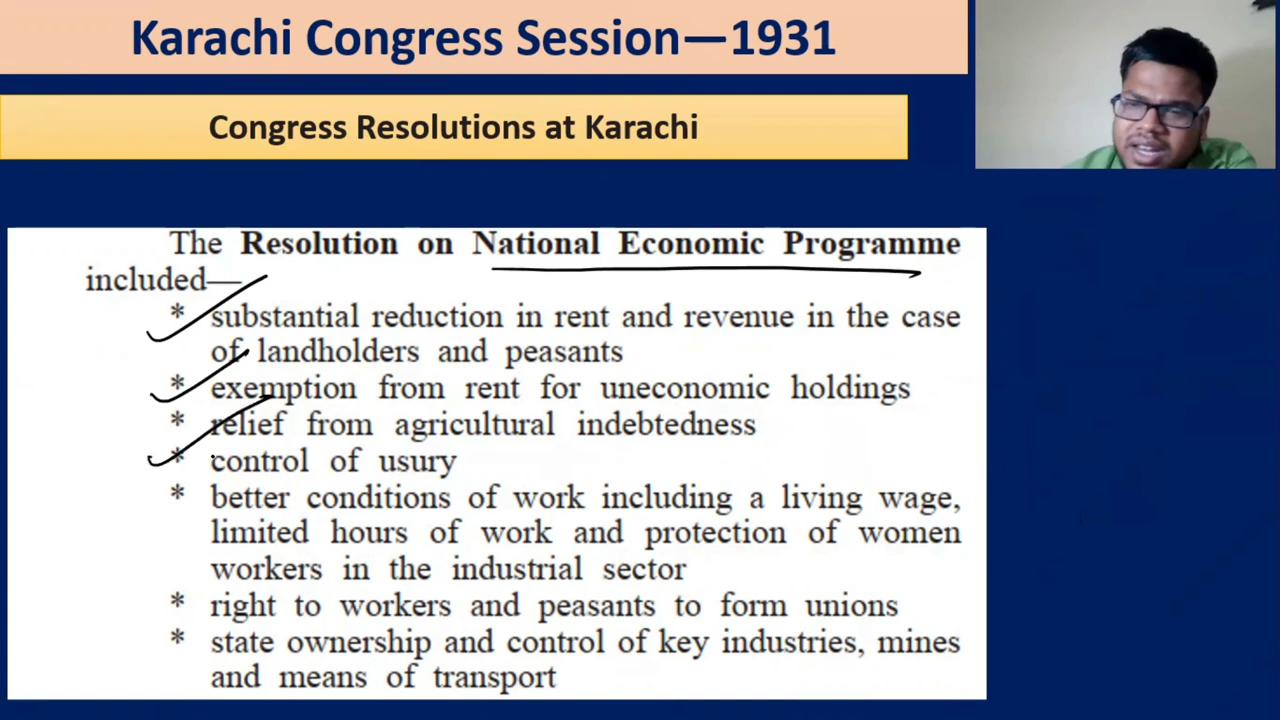 Karachi Congress Session—1931
Congress Resolutions at Karachi
The Resolution on National Economic Programme
included—
* substantial reduction in rent and revenue in the case
of landholders and peasants
* exemption from rent for uneconomic holdings
* relief from agricultural indebtedness
* control of usury
* better conditions of work including a living wage,
limited hours of work and protection of women
workers in the industrial sector
* right to workers and peasants to form unions
* state ownership and control of key industries, mines
and means of transport